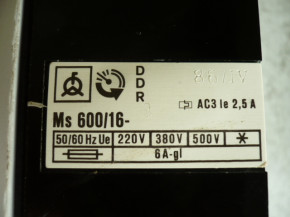 DDR
AC3 Ie 2,5 A
Ms 600/16-
50/60 Hz Ue 220V 380V 500V *
6A-gl